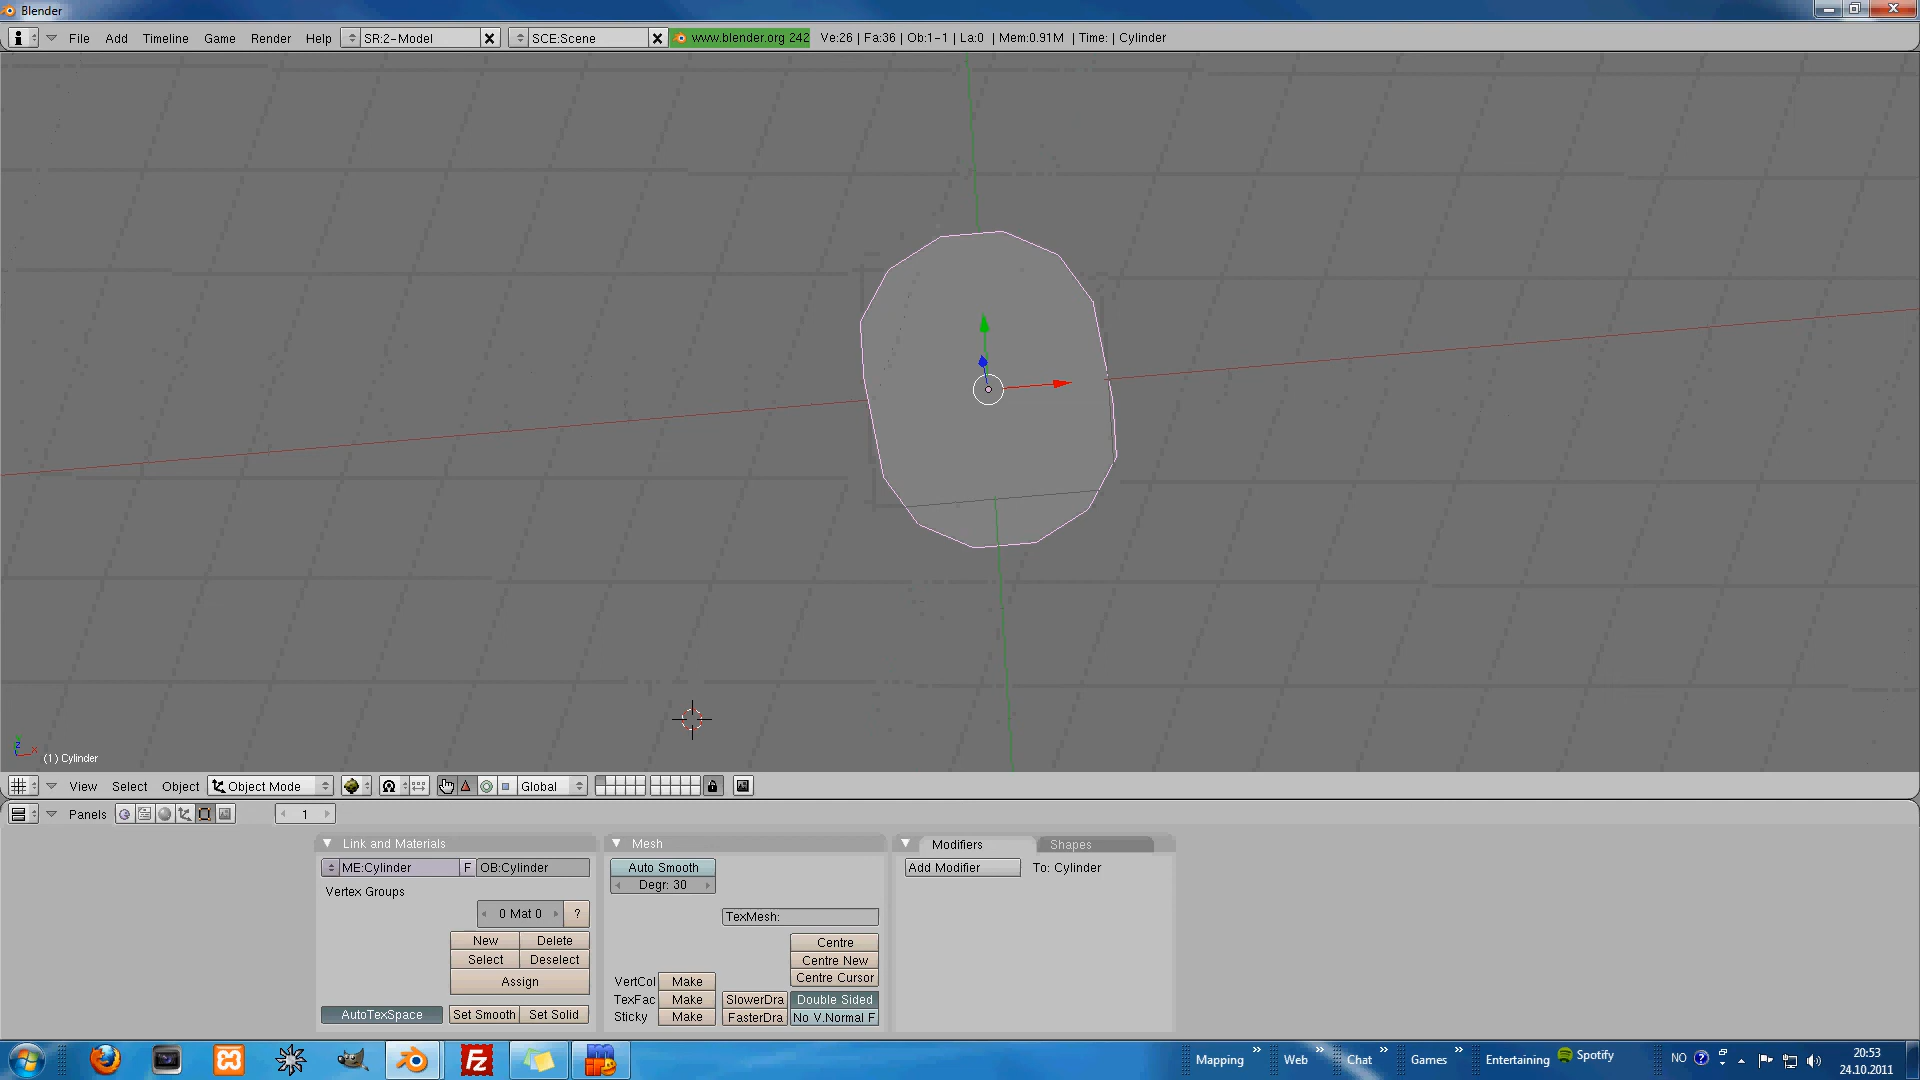 Blender
File Add Timeline Game Render Help SR:2-Model SCE:Scene www.blender.org 242 Ve:26 | Fa:36 | Ob:1-1 | La:0 | Mem:0.91M | Time: | Cylinder
z x
(1) Cylinder
View Select Object Object Mode Global
Panels 1
Link and Materials Mesh Modifiers Shapes
ME:Cylinder F OB:Cylinder Auto Smooth Add Modifier To: Cylinder
Degr: 30
Vertex Groups
0 Mat 0 ? TexMesh:
New Delete Centre
Select Deselect Centre New
Assign VertCol Make Centre Cursor
TexFac Make SlowerDra Double Sided
AutoTexSpace Set Smooth Set Solid Sticky Make FasterDra No V.Normal F
Mapping » Web » Chat » Games » Entertaining Spotify NO ? 20:53
24.10.2011
Fz